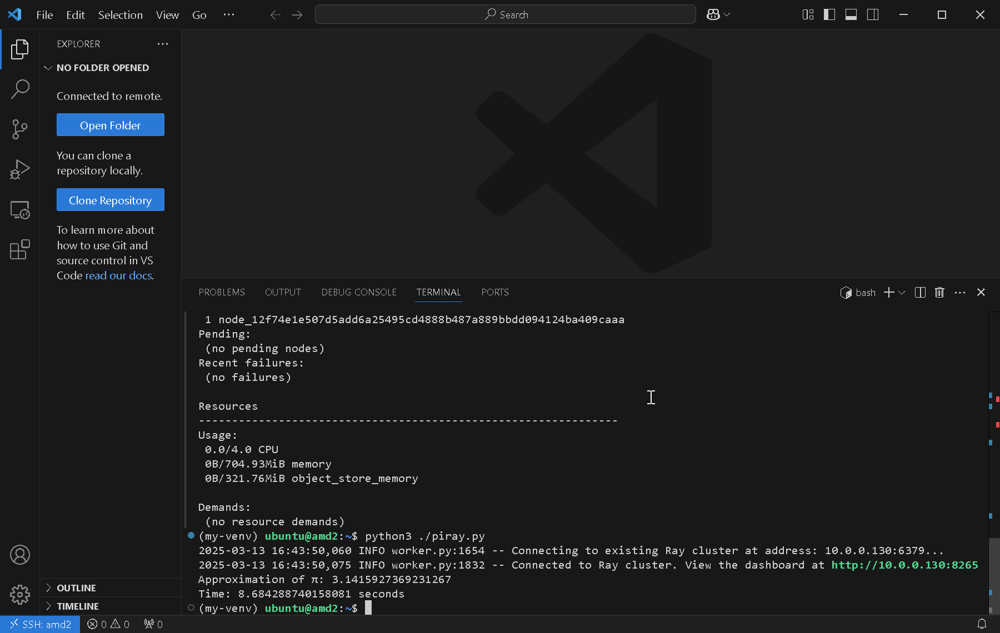 File Edit Selection View Go ···
Search
EXPLORER ···
NO FOLDER OPENED
Connected to remote.
Open Folder
You can clone a
repository locally.
Clone Repository
To learn more about
how to use Git and
source control in VS
Code read our docs.
OUTLINE
TIMELINE
PROBLEMS OUTPUT DEBUG CONSOLE TERMINAL PORTS
bash
1 node_12f74e1e507d5add6a25495cd4888b487a889bbdd094124ba409caaa
Pending:
(no pending nodes)
Recent failures:
(no failures)
Resources
---------------------------------------------------------------
Usage:
0.0/4.0 CPU
0B/704.93MiB memory
0B/321.76MiB object_store_memory
Demands:
(no resource demands)
(my-venv) ubuntu@amd2:~$ python3 ./piray.py
2025-03-13 16:43:50,060 INFO worker.py:1654 -- Connecting to existing Ray cluster at address: 10.0.0.130:6379...
2025-03-13 16:43:50,075 INFO worker.py:1832 -- Connected to Ray cluster. View the dashboard at http://10.0.0.130:8265
Approximation of π: 3.1415927369231267
Time: 8.684288740158081 seconds
(my-venv) ubuntu@amd2:~$
SSH: amd2 0 0 0